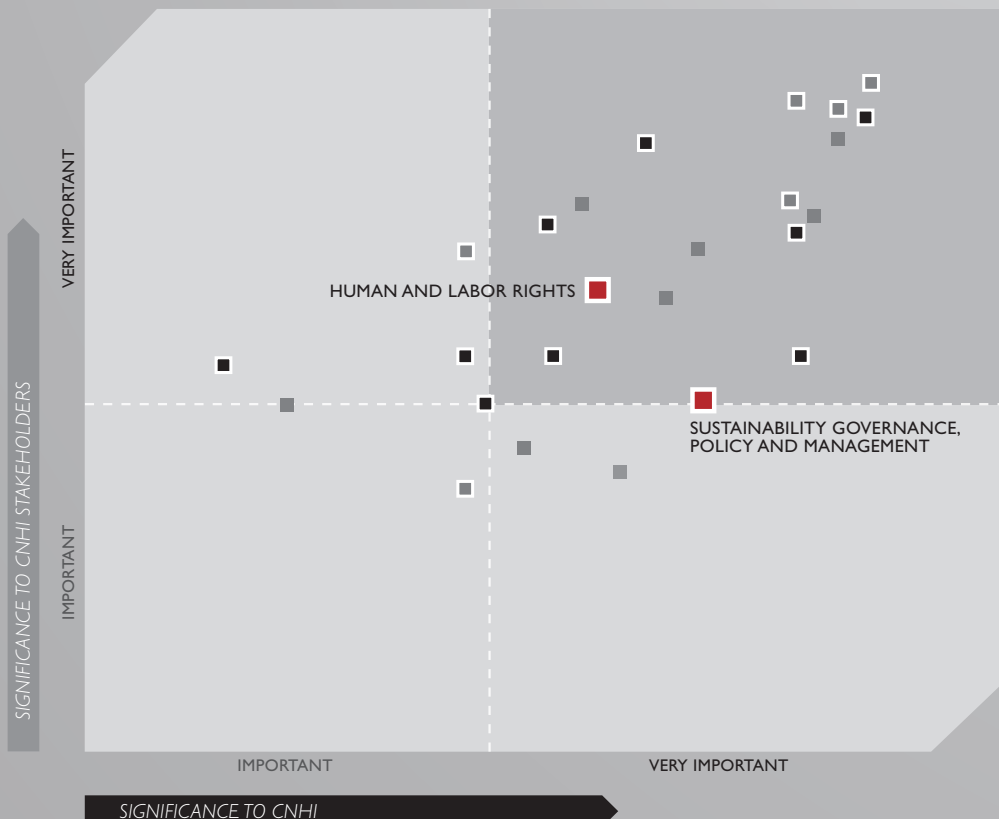 VERY IMPORTANT
HUMAN AND LABOR RIGHTS
SUSTAINABILITY GOVERNANCE,
POLICY AND MANAGEMENT
IMPORTANT
SIGNIFICANCE TO CNHI STAKEHOLDERS
IMPORTANT
VERY IMPORTANT
SIGNIFICANCE TO CNHI